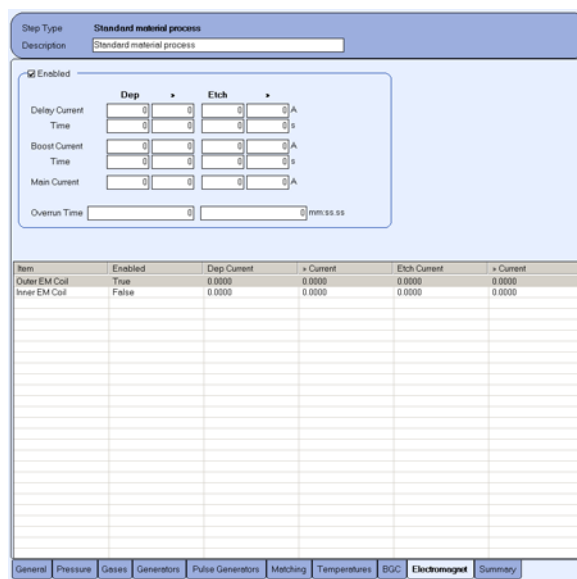 Step Type Standard material process
Description Standard material process
Enabled
Dep » Etch »
Delay Current 0 0 0 0 A
Time 0 0 0 0 s
Boost Current 0 0 0 0 A
Time 0 0 0 0 s
Main Current 0 0 0 0 A
Overrun Time 0 0 mm:ss.ss
Item Enabled Dep Current » Current Etch Current » Current
Outer EM Coil True 0.0000 0.0000 0.0000 0.0000
Inner EM Coil False 0.0000 0.0000 0.0000 0.0000
General Pressure Gases Generators Pulse Generators Matching Temperatures BGC Electromagnet Summary